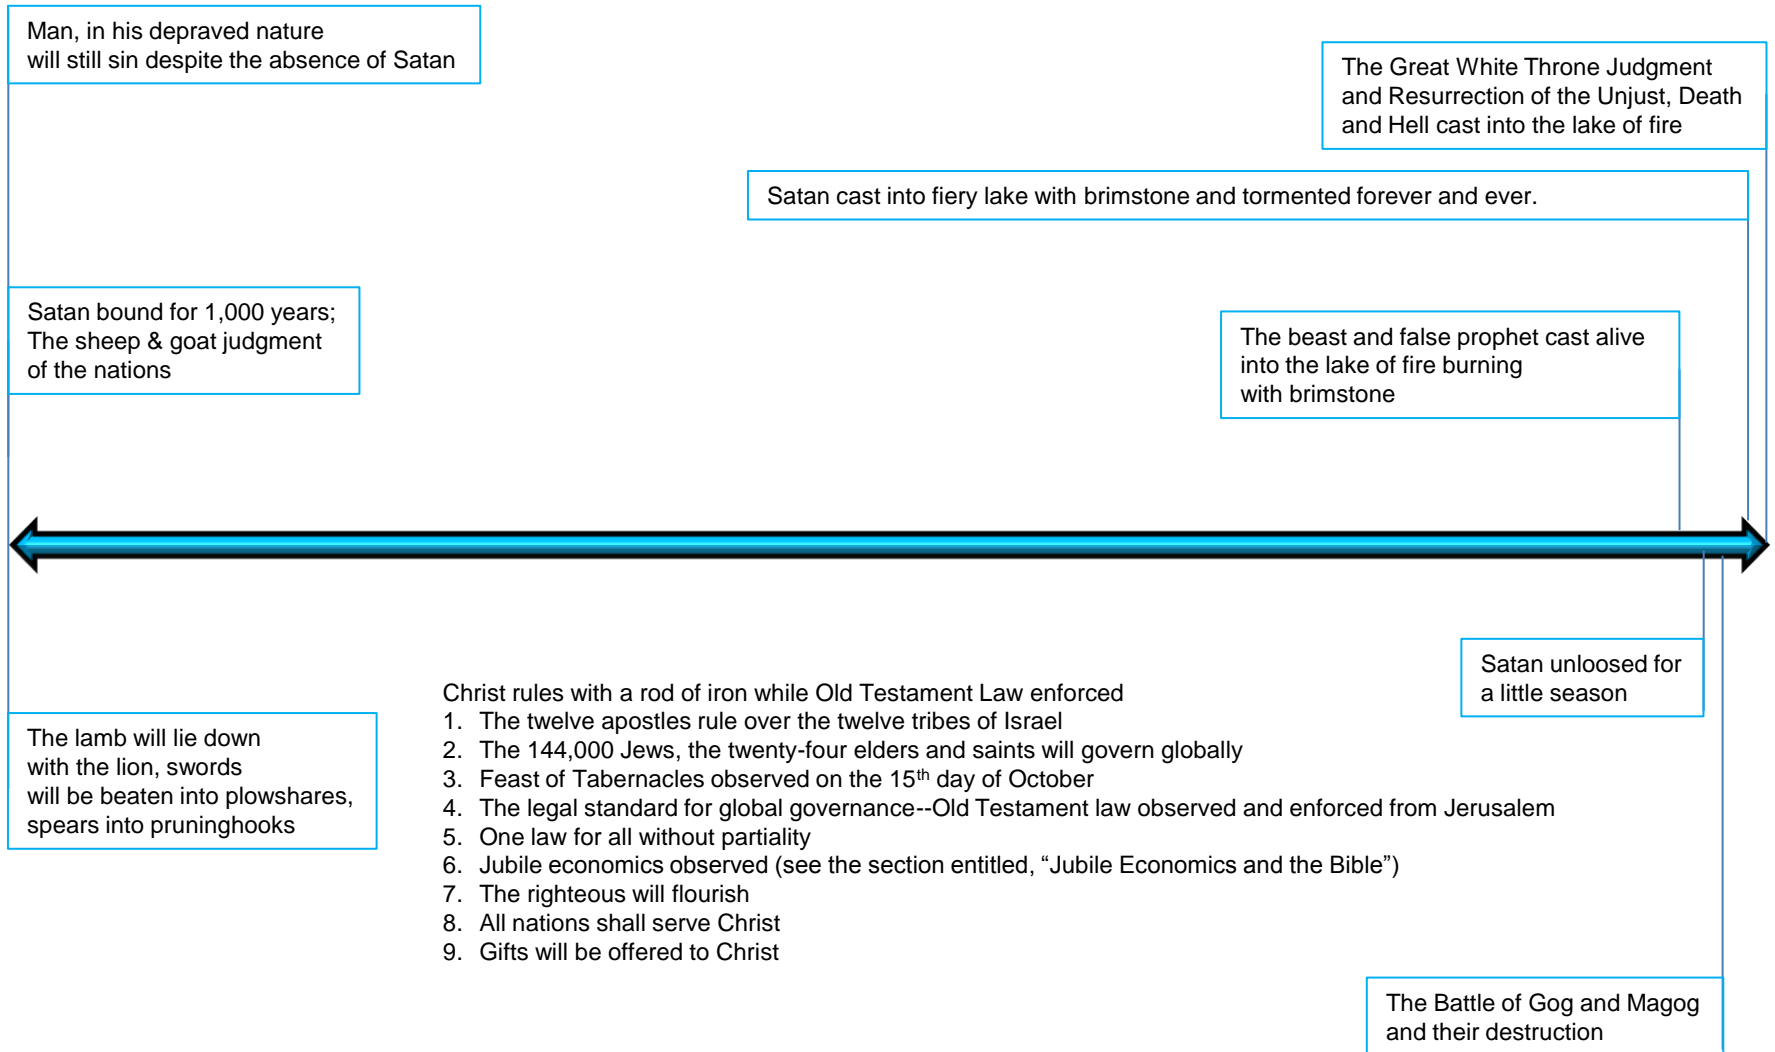 Man, in his depraved nature
will still sin despite the absence of Satan
The Great White Throne Judgment
and Resurrection of the Unjust, Death
and Hell cast into the lake of fire
Satan cast into fiery lake with brimstone and tormented forever and ever.
Satan bound for 1,000 years;
The sheep & goat judgment
of the nations
The beast and false prophet cast alive
into the lake of fire burning
with brimstone
Satan unloosed for
a little season
The lamb will lie down
with the lion, swords
will be beaten into plowshares,
spears into pruninghooks
Christ rules with a rod of iron while Old Testament Law enforced
1. The twelve apostles rule over the twelve tribes of Israel
2. The 144,000 Jews, the twenty-four elders and saints will govern globally
3. Feast of Tabernacles observed on the 15th day of October
4. The legal standard for global governance--Old Testament law observed and enforced from Jerusalem
5. One law for all without partiality
6. Jubile economics observed (see the section entitled, “Jubile Economics and the Bible”)
7. The righteous will flourish
8. All nations shall serve Christ
9. Gifts will be offered to Christ
The Battle of Gog and Magog
and their destruction